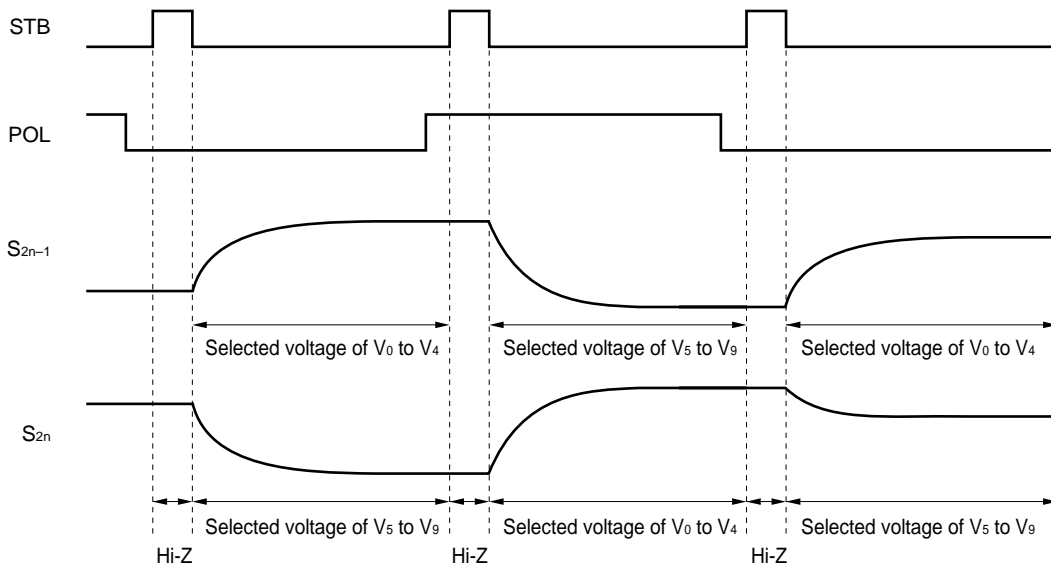 STB
POL
S2n–1
Selected voltage of V0 to V4 Selected voltage of V5 to V9 Selected voltage of V0 to V4
S2n
Selected voltage of V5 to V9 Selected voltage of V0 to V4 Selected voltage of V5 to V9
Hi-Z Hi-Z Hi-Z